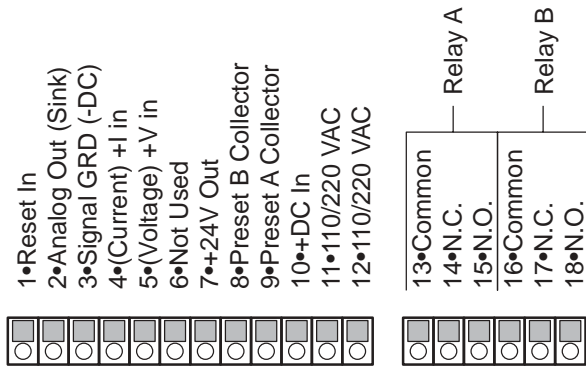 1•Reset In
2•Analog Out (Sink)
3•Signal GRD (-DC)
4•(Current) +I in
5•(Voltage) +V in
6•Not Used
7•+24V Out
8•Preset B Collector
9•Preset A Collector
10•+DC In
11•110/220 VAC
12•110/220 VAC
13•Common
14•N.C.
15•N.O.
Relay A
16•Common
17•N.C.
18•N.O.
Relay B